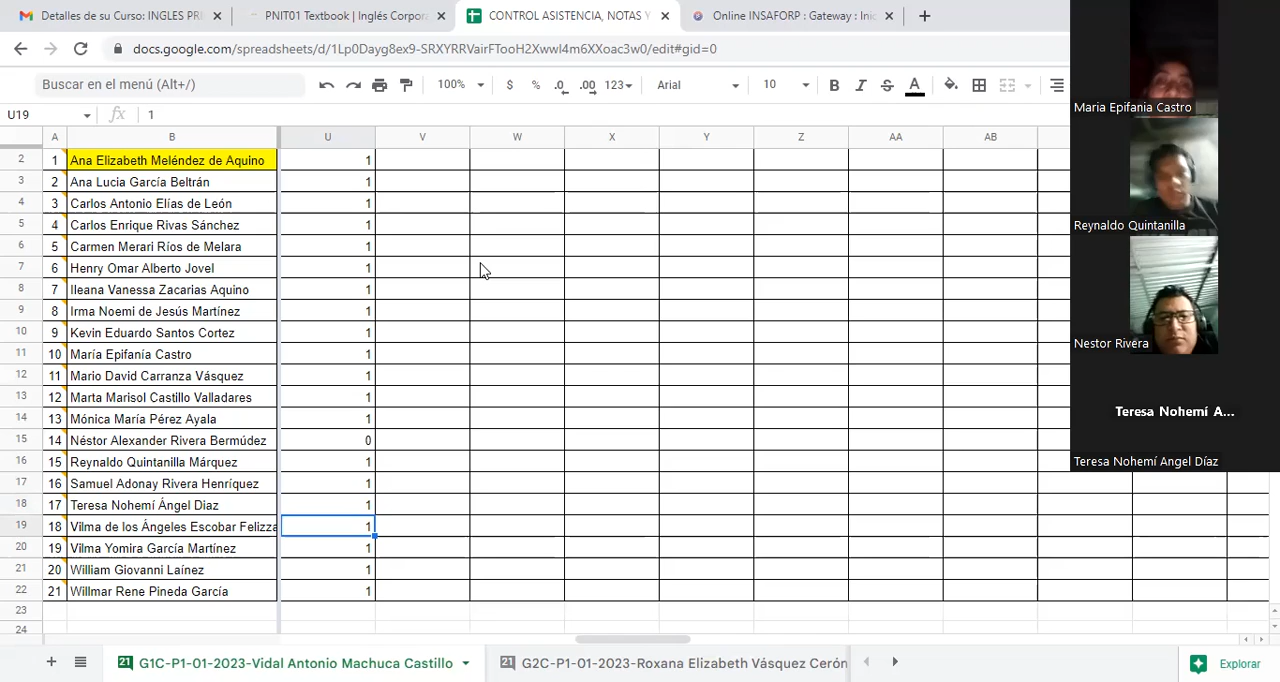 Detalles de su Curso: INGLES PRI
PNIT01 Textbook | Inglés Corpora
CONTROL ASISTENCIA, NOTAS Y
Online INSAFORP : Gateway : Ini
docs.google.com/spreadsheets/d/1Lp0Dayg8ex9-SRXYRRVairFTooH2Xwwl4m6XXoac3w0/edit#gid=0
Buscar en el menú (Alt+/)
100%
$ % .0 .00 123
Arial
10
B I S A
U19
fx 1
A B U V W X Y Z AA AB
2 1 Ana Elizabeth Meléndez de Aquino 1
3 2 Ana Lucia García Beltrán 1
4 3 Carlos Antonio Elías de León 1
5 4 Carlos Enrique Rivas Sánchez 1
6 5 Carmen Merari Ríos de Melara 1
7 6 Henry Omar Alberto Jovel 1
8 7 Ileana Vanessa Zacarias Aquino 1
9 8 Irma Noemi de Jesús Martínez 1
10 9 Kevin Eduardo Santos Cortez 1
11 10 María Epifanía Castro 1
12 11 Mario David Carranza Vásquez 1
13 12 Marta Marisol Castillo Valladares 1
14 13 Mónica María Pérez Ayala 1
15 14 Néstor Alexander Rivera Bermúdez 0
16 15 Reynaldo Quintanilla Márquez 1
17 16 Samuel Adonay Rivera Henríquez 1
18 17 Teresa Nohemí Ángel Diaz 1
19 18 Vilma de los Ángeles Escobar Felizza 1
20 19 Vilma Yomira García Martínez 1
21 20 William Giovanni Laínez 1
22 21 Willmar Rene Pineda García 1
23
24
21 G1C-P1-01-2023-Vidal Antonio Machuca Castillo
21 G2C-P1-01-2023-Roxana Elizabeth Vásquez Cerón
Explorar
Maria Epifania Castro
Reynaldo Quintanilla
Nestor Rivera
Teresa Nohemí A...
Teresa Nohemí Angel Díaz